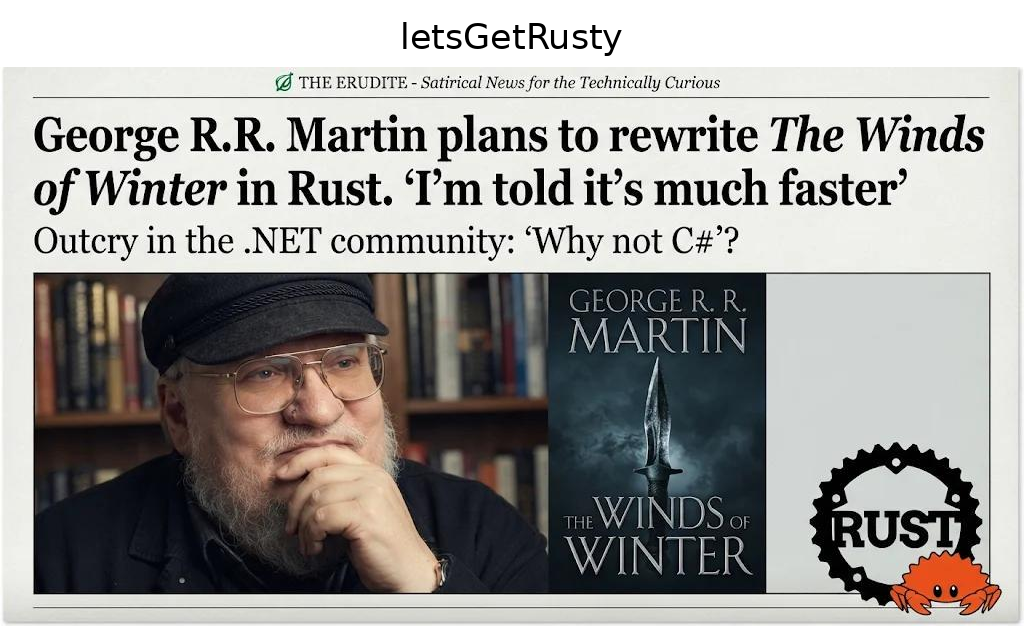 letsGetRusty
THE ERUDITE - Satirical News for the Technically Curious
George R.R. Martin plans to rewrite The Winds
of Winter in Rust. ‘I’m told it’s much faster’
Outcry in the .NET community: ‘Why not C#’?
GEORGE R. R.
MARTIN
THE WINDS OF
WINTER
RUST